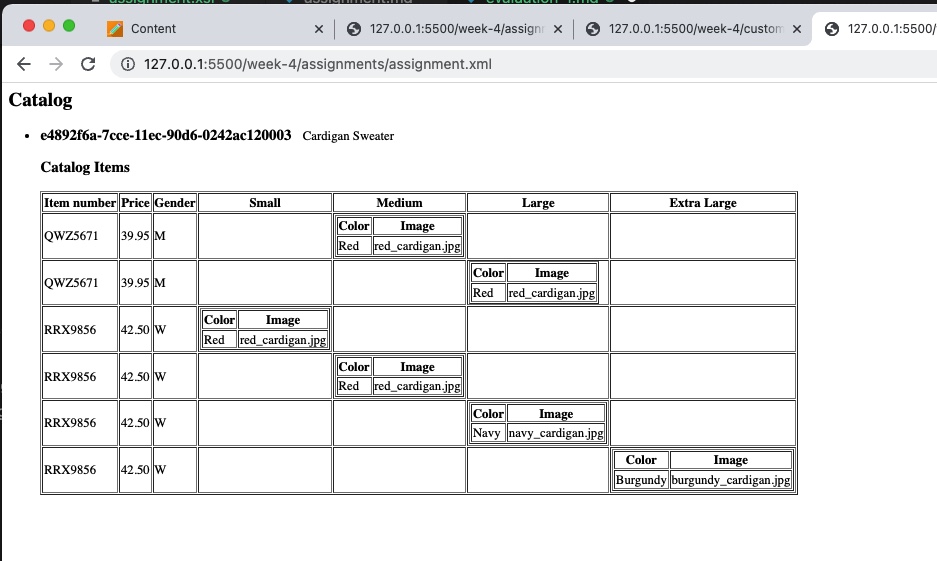 Content
127.0.0.1:5500/week-4/assign
127.0.0.1:5500/week-4/custom
127.0.0.1:5500/
127.0.0.1:5500/week-4/assignments/assignment.xml
Catalog
• e4892f6a-7cce-11ec-90d6-0242ac120003 Cardigan Sweater
Catalog Items
Item number Price Gender Small Medium Large Extra Large
Color Image
QWZ5671 39.95 M
Red red_cardigan.jpg
Color Image
QWZ5671 39.95 M
Red red_cardigan.jpg
Color Image
RRX9856 42.50 W
Red red_cardigan.jpg
Color Image
RRX9856 42.50 W
Red red_cardigan.jpg
Color Image
RRX9856 42.50 W
Navy navy_cardigan.jpg
Color Image
RRX9856 42.50 W
Burgundy burgundy_cardigan.jpg